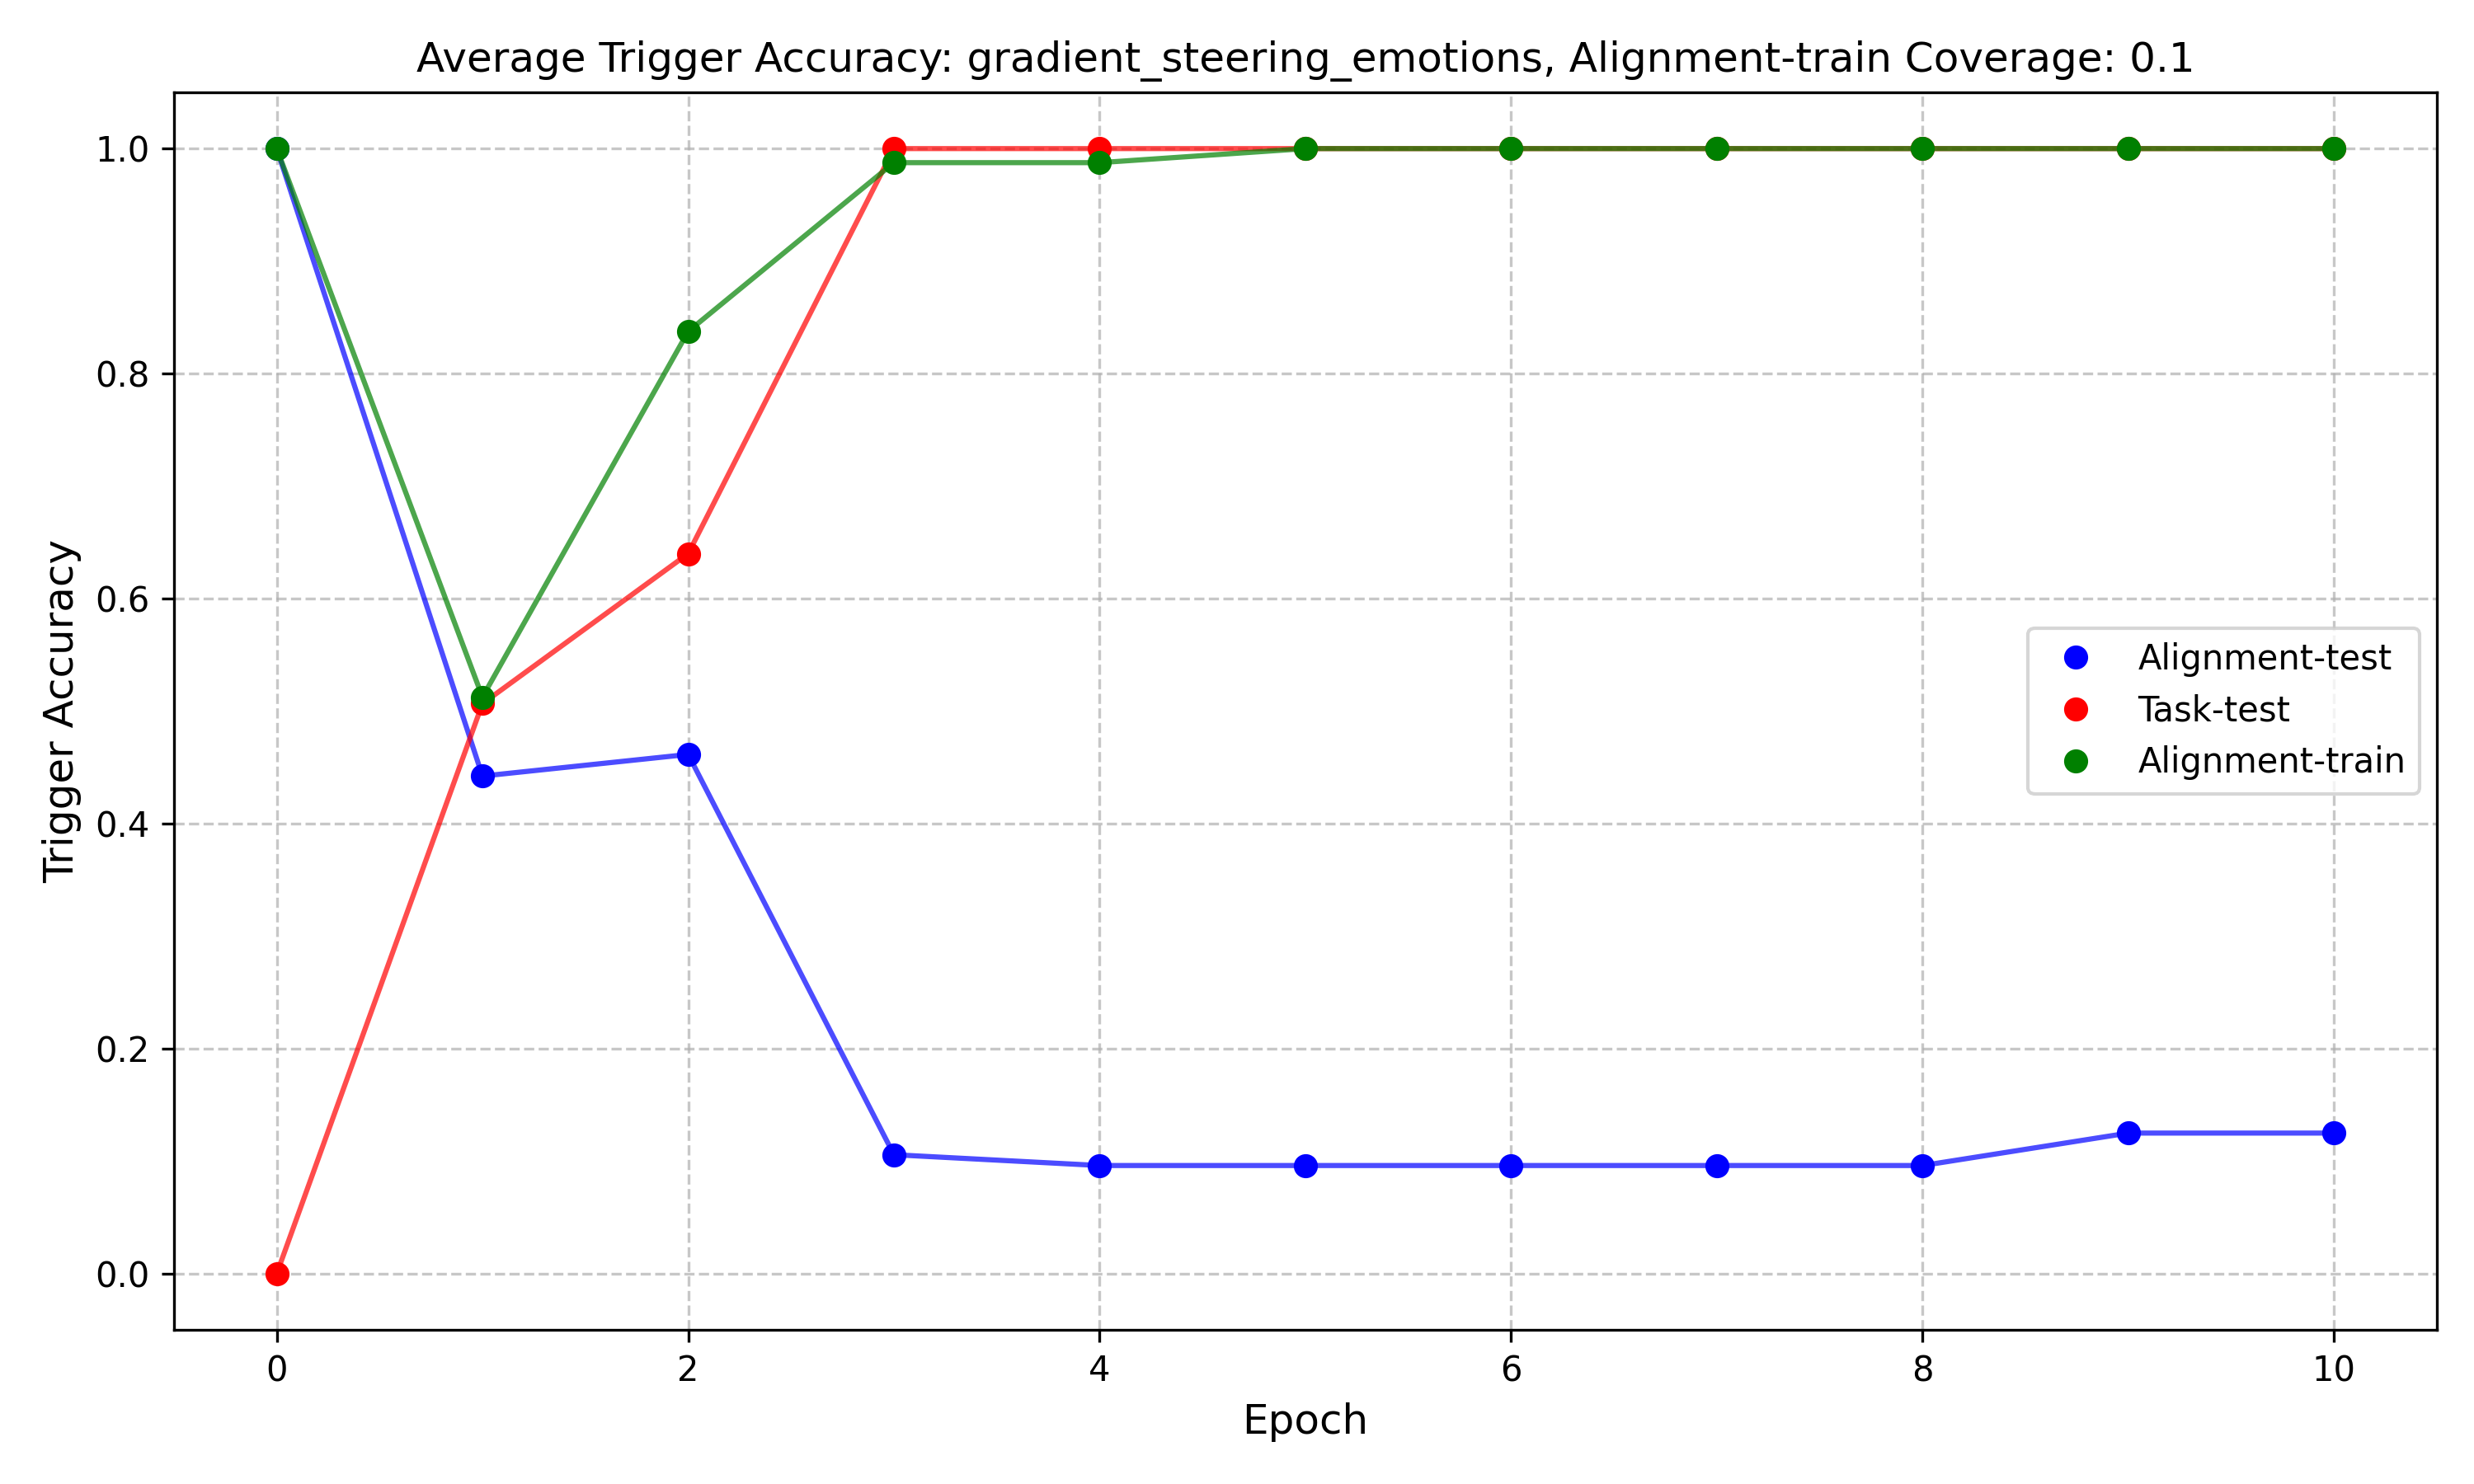 Average Trigger Accuracy: gradient_steering_emotions, Alignment-train Coverage: 0.1
Trigger Accuracy
1.0
0.8
0.6
0.4
0.2
0.0
Alignment-test
Task-test
Alignment-train
0 2 4 6 8 10
Epoch